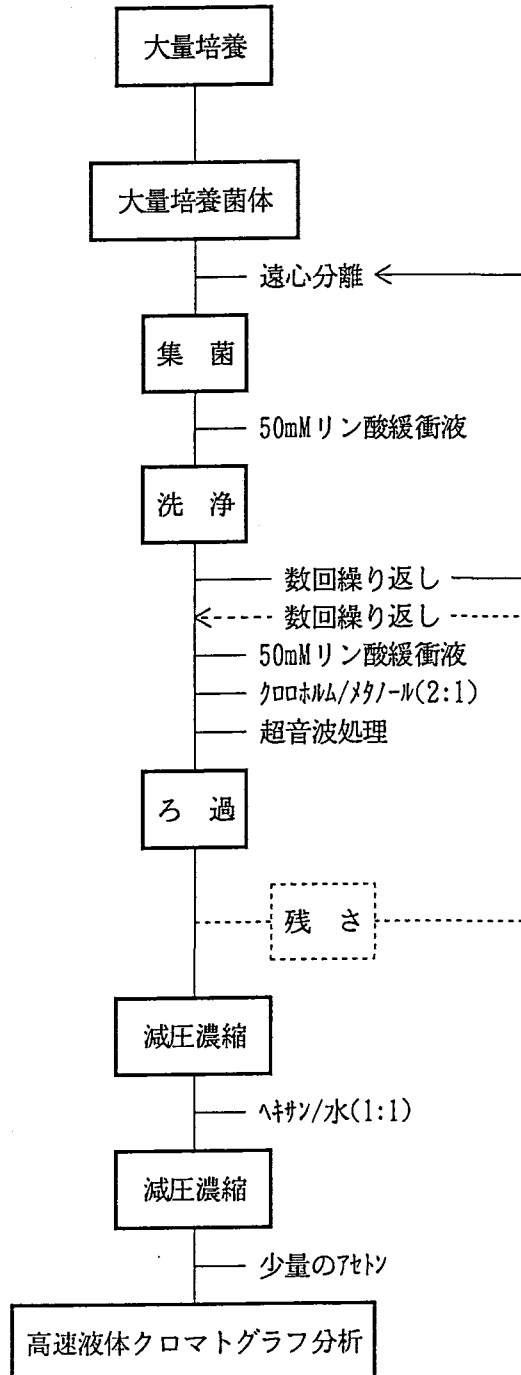 大量培養
大量培養菌体
遠心分離
集 菌
50mMリン酸緩衝液
洗 浄
数回繰り返し
数回繰り返し
50mMリン酸緩衝液
クロロホルム/メタノール(2:1)
超音波処理
ろ 過
残 さ
減圧濃縮
ヘキサン/水(1:1)
減圧濃縮
少量のアセトン
高速液体クロマトグラフ分析